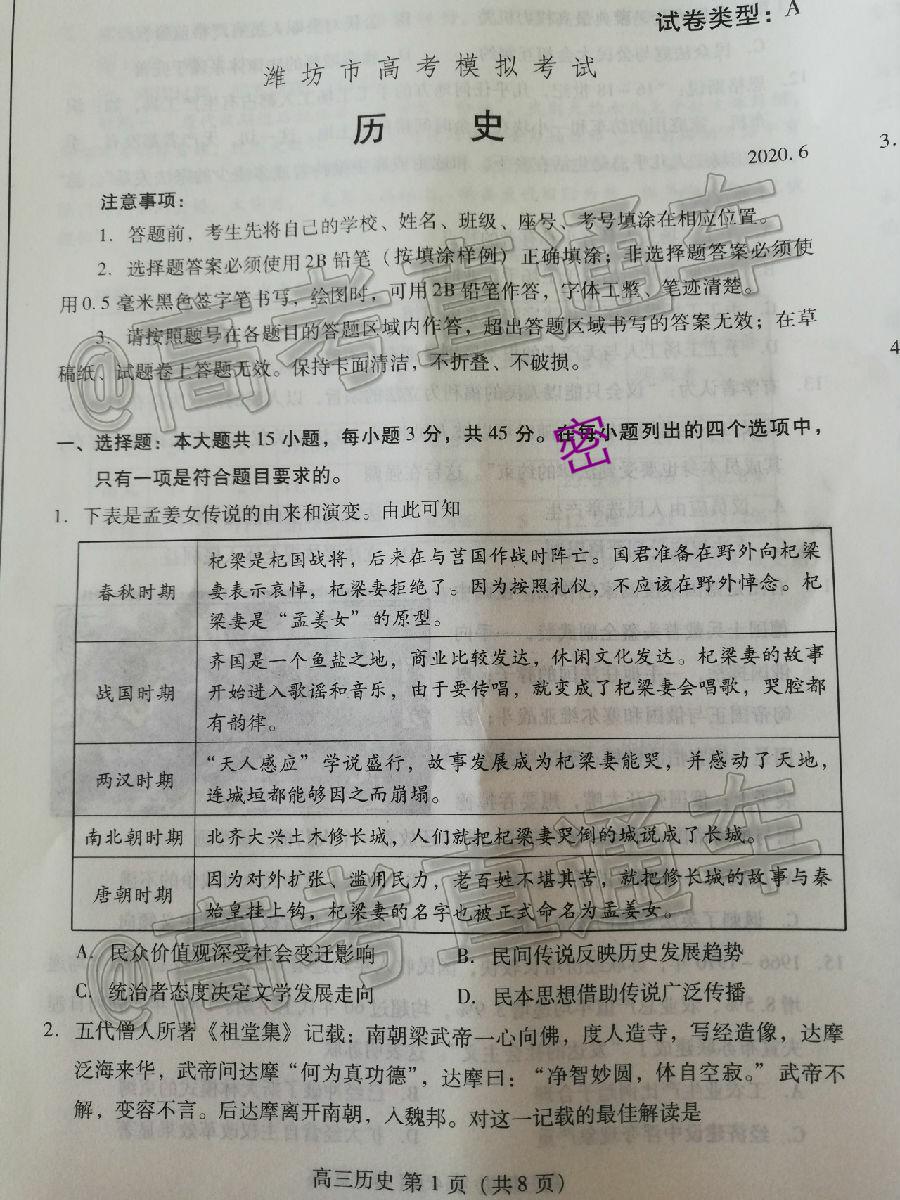 试卷类型：A
潍坊市高考模拟考试
历 史
2020.6
3.
注意事项：
1．答题前，考生先将自己的学校、姓名、班级、座号、考号填涂在相应位置。
2．选择题答案必须使用2B铅笔（按填涂样例）正确填涂；非选择题答案必须使
用0.5毫米黑色签字笔书写，绘图时，可用2B铅笔作答，字体工整、笔迹清楚。
3．请按照题号在各题目的答题区域内作答，超出答题区域书写的答案无效；在草
稿纸、试题卷上答题无效。保持卡面清洁，不折叠、不破损。
4
@高考直通车
一、选择题：本大题共15小题，每小题3分，共45分。在每小题列出的四个选项中，
密
只有一项是符合题目要求的。
1．下表是孟姜女传说的由来和演变。由此可知
春秋时期
杞梁是杞国战将，后来在与莒国作战时阵亡。国君准备在野外向杞梁
妻表示哀悼，杞梁妻拒绝了。因为按照礼仪，不应该在野外悼念。杞
梁妻是“孟姜女”的原型。
战国时期
齐国是一个鱼盐之地，商业比较发达，休闲文化发达。杞梁妻的故事
开始进入歌谣和音乐，由于要传唱，就变成了杞梁妻会唱歌，哭腔都
有韵律。
两汉时期
“天人感应”学说盛行，故事发展成为杞梁妻能哭，并感动了天地，
连城垣都能够因之而崩塌。
南北朝时期
北齐大兴土木修长城，人们就把杞梁妻哭倒的城说成了长城。
唐朝时期
因为对外扩张、滥用民力，老百姓不堪其苦，就把修长城的故事与秦
始皇挂上钩，杞梁妻的名字也被正式命名为孟姜女。
@高考直通车
A．民众价值观深受社会变迁影响 B．民间传说反映历史发展趋势
C．统治者态度决定文学发展走向 D．民本思想借助传说广泛传播
2．五代僧人所著《祖堂集》记载：南朝梁武帝一心向佛，度人造寺，写经造像，达摩
泛海来华，武帝问达摩“何为真功德”，达摩曰：“净智妙圆，体自空寂。”武帝不
解，变容不言。后达摩离开南朝，入魏邦。对这一记载的最佳解读是
高三历史 第1页（共8页）